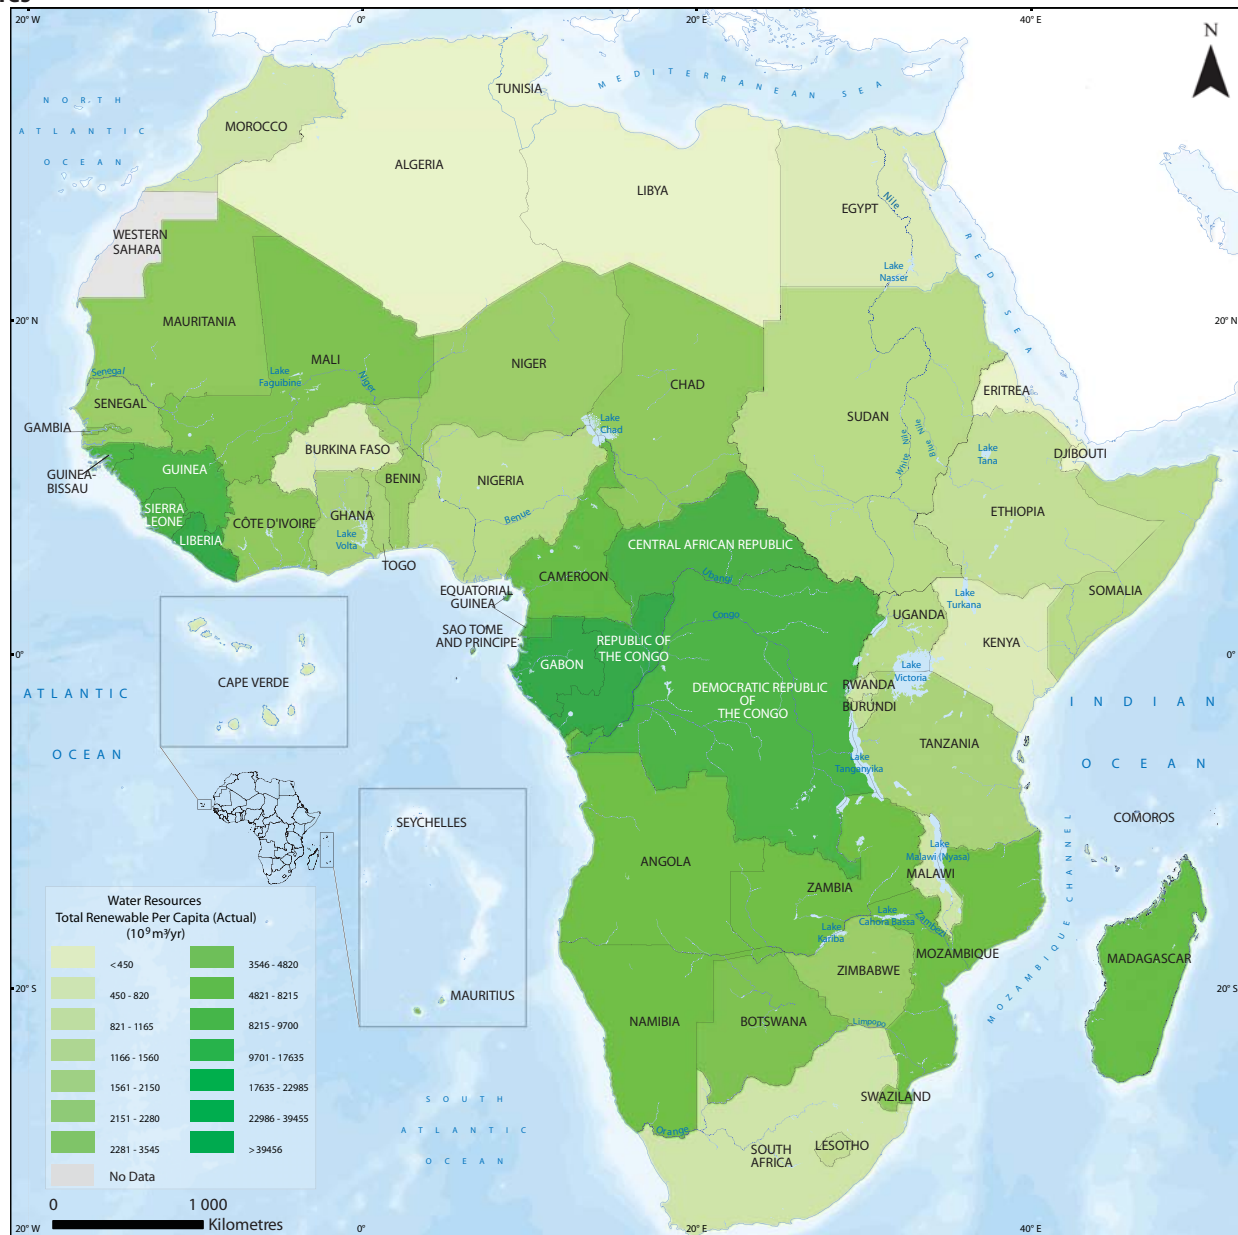 20° W
0°
20° E
40° E
N
NORTH
ATLANTIC
OCEAN
MEDITERRANEAN SEA
TUNISIA
MOROCCO
ALGERIA
LIBYA
EGYPT
Nile
WESTERN
SAHARA
Lake
Nasser
RED SEA
20° N
20° N
MAURITANIA
MALI
NIGER
CHAD
Senegal
Lake
Faguibine
Niger
SENEGAL
GAMBIA
SUDAN
ERITREA
Lake
Chad
White Nile
Blue Nile
BURKINA FASO
Lake
Tana
DJIBOUTI
GUINEA-
BISSAU
GUINEA
BENIN
NIGERIA
SIERRA
LEONE
CÔTE D'IVOIRE
GHANA
Benue
ETHIOPIA
LIBERIA
Lake
Volta
CENTRAL AFRICAN REPUBLIC
TOGO
CAMEROON
Ubangi
EQUATORIAL
GUINEA
Lake
Turkana
SOMALIA
Congo
UGANDA
SAO TOME
AND PRINCIPE
REPUBLIC OF
THE CONGO
KENYA
0°
0°
GABON
Lake
Victoria
CAPE VERDE
DEMOCRATIC REPUBLIC
OF
THE CONGO
RWANDA
BURUNDI
ATLANTIC
OCEAN
INDIAN
OCEAN
TANZANIA
Lake
Tanganyika
SEYCHELLES
COMOROS
Lake
Malawi (Nyasa)
ANGOLA
MALAWI
ZAMBIA
MOZAMBIQUE CHANNEL
Lake
Cahora Bassa
Zambezi
Lake
Kariba
MOZAMBIQUE
MADAGASCAR
ZIMBABWE
MAURITIUS
20° S
20° S
NAMIBIA
BOTSWANA
Limpopo
SOUTH
ATLANTIC
OCEAN
SWAZILAND
Orange
SOUTH
AFRICA
LESOTHO
Water Resources
Total Renewable Per Capita (Actual)
(10⁹m³/yr)
<450
450 - 820
821 - 1165
1166 - 1560
1561 - 2150
2151 - 2280
2281 - 3545
No Data
3546 - 4820
4821 - 8215
8215 - 9700
9701 - 17635
17635 - 22985
22986 - 39455
>39456
0
1 000
Kilometres
20° W
0°
20° E
40° E